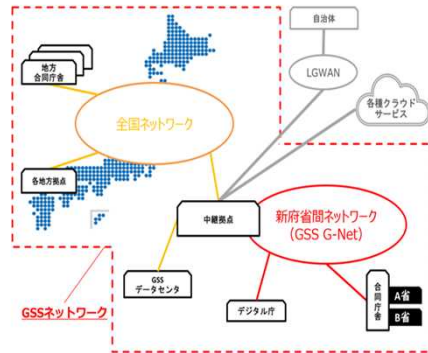 自治体
地方
合同庁舎
LGWAN
全国ネットワーク
各種クラウド
サービス
各地方拠点
中継拠点
新府省間ネットワーク
(GSS G-Net)
GSS
データセンタ
GSSネットワーク
デジタル庁
合同庁舎
A省
B省